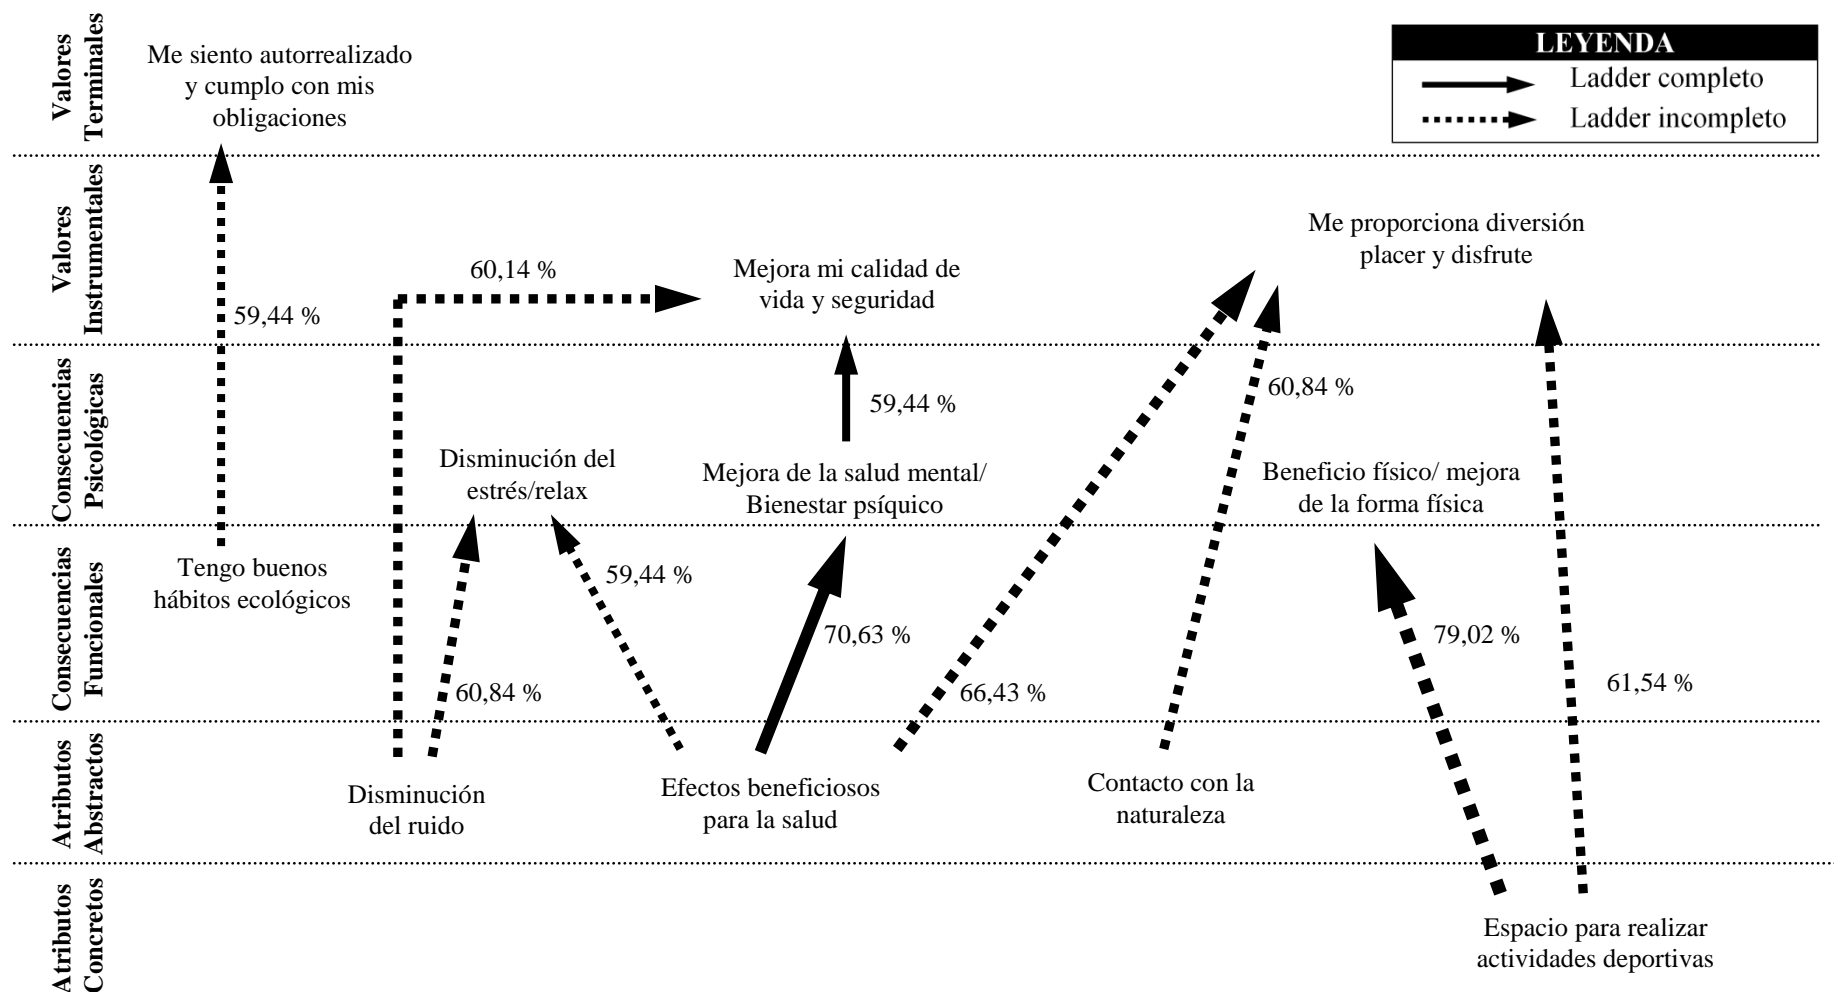 Valores
Terminales
Me siento autorrealizado
y cumplo con mis
obligaciones
LEYENDA
Ladder completo
Ladder incompleto
Valores
Instrumentales
59,44 %
60,14 %
Mejora mi calidad de
vida y seguridad
Me proporciona diversión
placer y disfrute
Consecuencias
Psicológicas
59,44 %
60,84 %
Disminución del
estrés/relax
Mejora de la salud mental/
Bienestar psíquico
Beneficio físico/ mejora
de la forma física
Consecuencias
Funcionales
Tengo buenos
hábitos ecológicos
59,44 %
70,63 %
79,02 %
60,84 %
66,43 %
61,54 %
Atributos
Abstractos
Disminución
del ruido
Efectos beneficiosos
para la salud
Contacto con la
naturaleza
Atributos
Concretos
Espacio para realizar
actividades deportivas